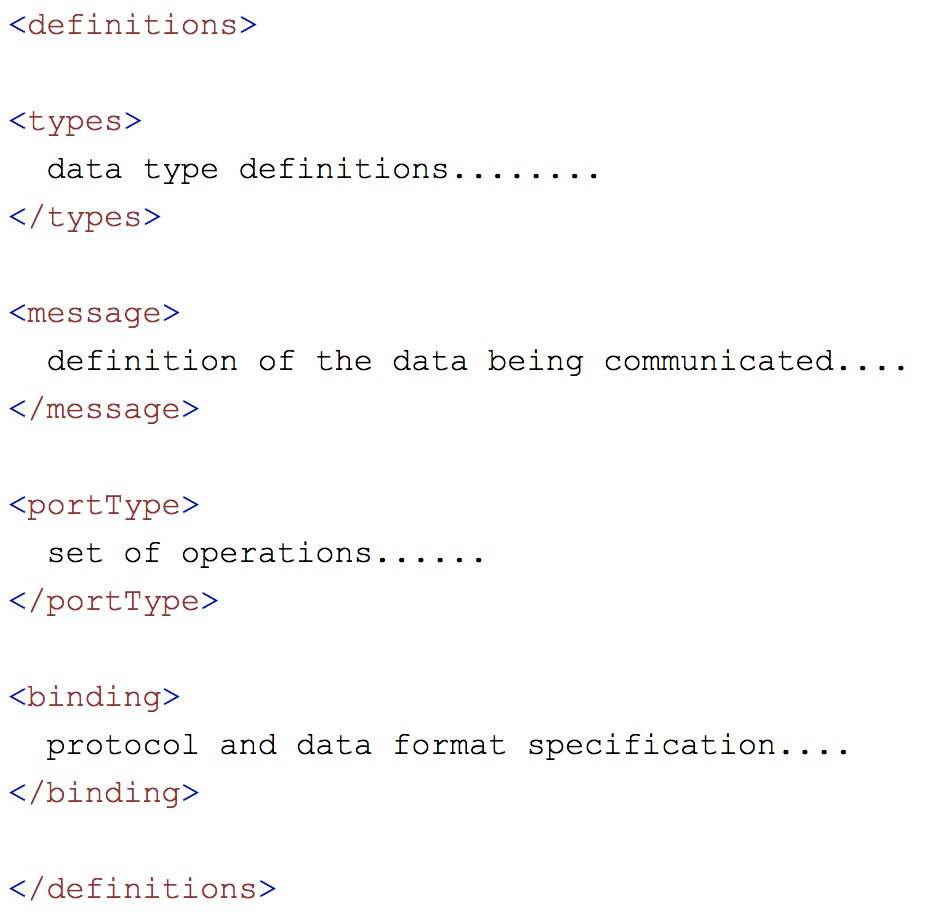 <definitions>
<types>
data type definitions........
</types>
<message>
definition of the data being communicated....
</message>
<portType>
set of operations......
</portType>
<binding>
protocol and data format specification....
</binding>
</definitions>